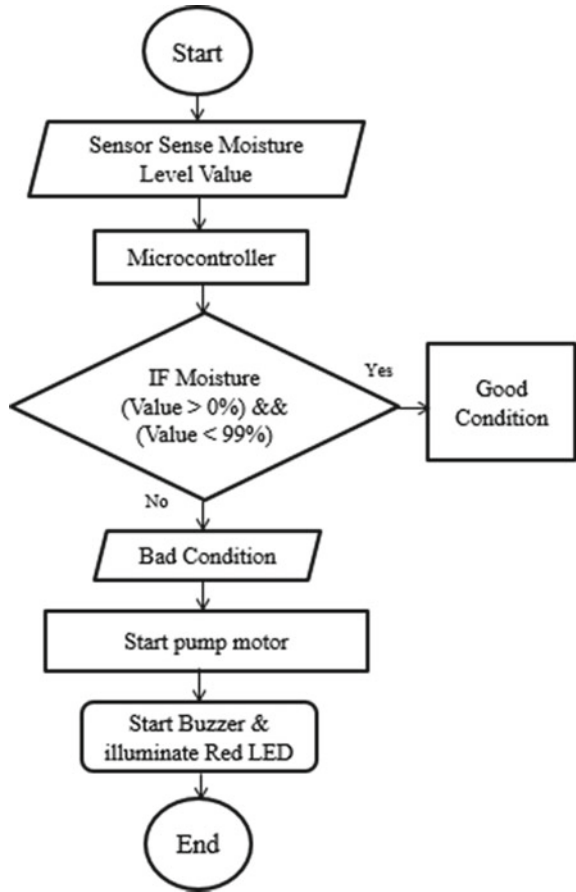 Start
Sensor Sense Moisture
Level Value
Microcontroller
IF Moisture
(Value > 0%) &&
(Value < 99%)
Yes
Good
Condition
No
Bad Condition
Start pump motor
Start Buzzer &
illuminate Red LED
End